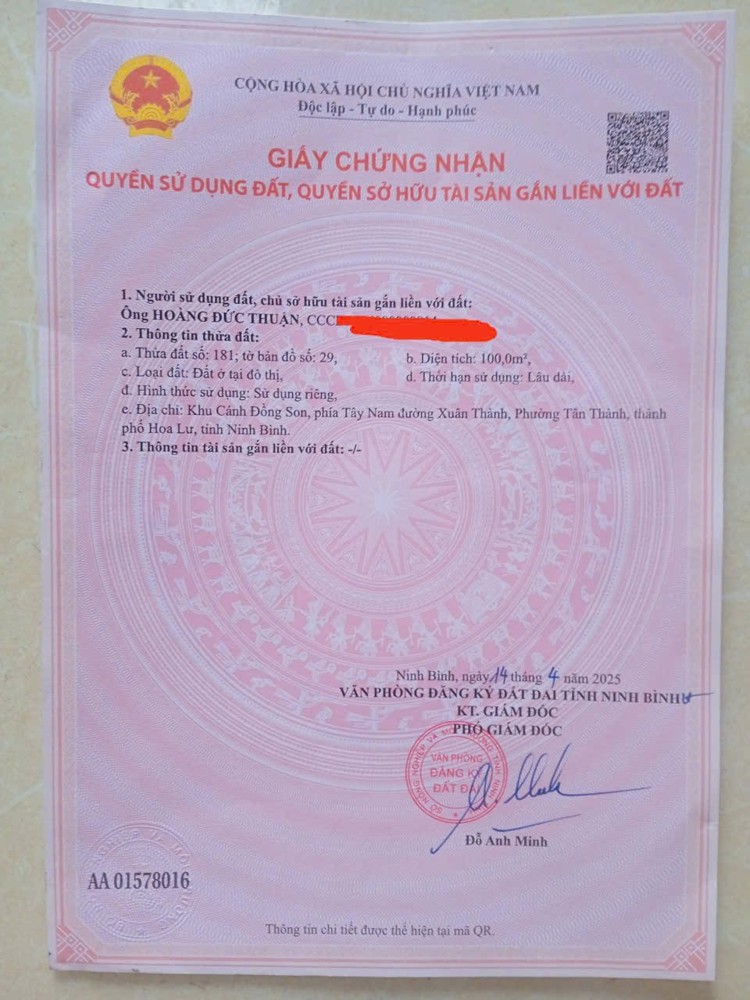 CỘNG HÒA XÃ HỘI CHỦ NGHĨA VIỆT NAM
Độc lập - Tự do - Hạnh phúc
GIẤY CHỨNG NHẬN
QUYỀN SỬ DỤNG ĐẤT, QUYỀN SỞ HỮU TÀI SẢN GẮN LIỀN VỚI ĐẤT
1. Người sử dụng đất, chủ sở hữu tài sản gắn liền với đất:
Ông HOÀNG ĐỨC THUẬN, CCC
2. Thông tin thửa đất:
a. Thửa đất số: 181; tờ bản đồ số: 29, b. Diện tích: 100,0m²,
c. Loại đất: Đất ở tại đô thị, d. Thời hạn sử dụng: Lâu dài,
đ. Hình thức sử dụng: Sử dụng riêng,
e. Địa chỉ: Khu Cánh Đồng Son, phía Tây Nam đường Xuân Thành, Phường Tân Thành, thành
phố Hoa Lư, tỉnh Ninh Bình.
3. Thông tin tài sản gắn liền với đất: -/-
Ninh Bình, ngày 14 tháng 4 năm 2025
VĂN PHÒNG ĐĂNG KÝ ĐẤT ĐAI TỈNH NINH BÌNH
KT. GIÁM ĐỐC
PHÓ GIÁM ĐỐC
VĂN PHÒNG
ĐĂNG KÝ
ĐẤT ĐAI
Đỗ Anh Minh
AA 01578016
Thông tin chi tiết được thể hiện tại mã QR.